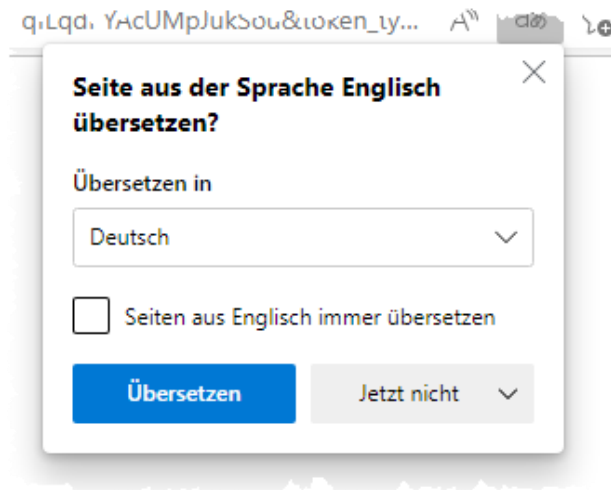 Seite aus der Sprache Englisch
übersetzen?
Übersetzen in
Deutsch
Seiten aus Englisch immer übersetzen
Übersetzen
Jetzt nicht